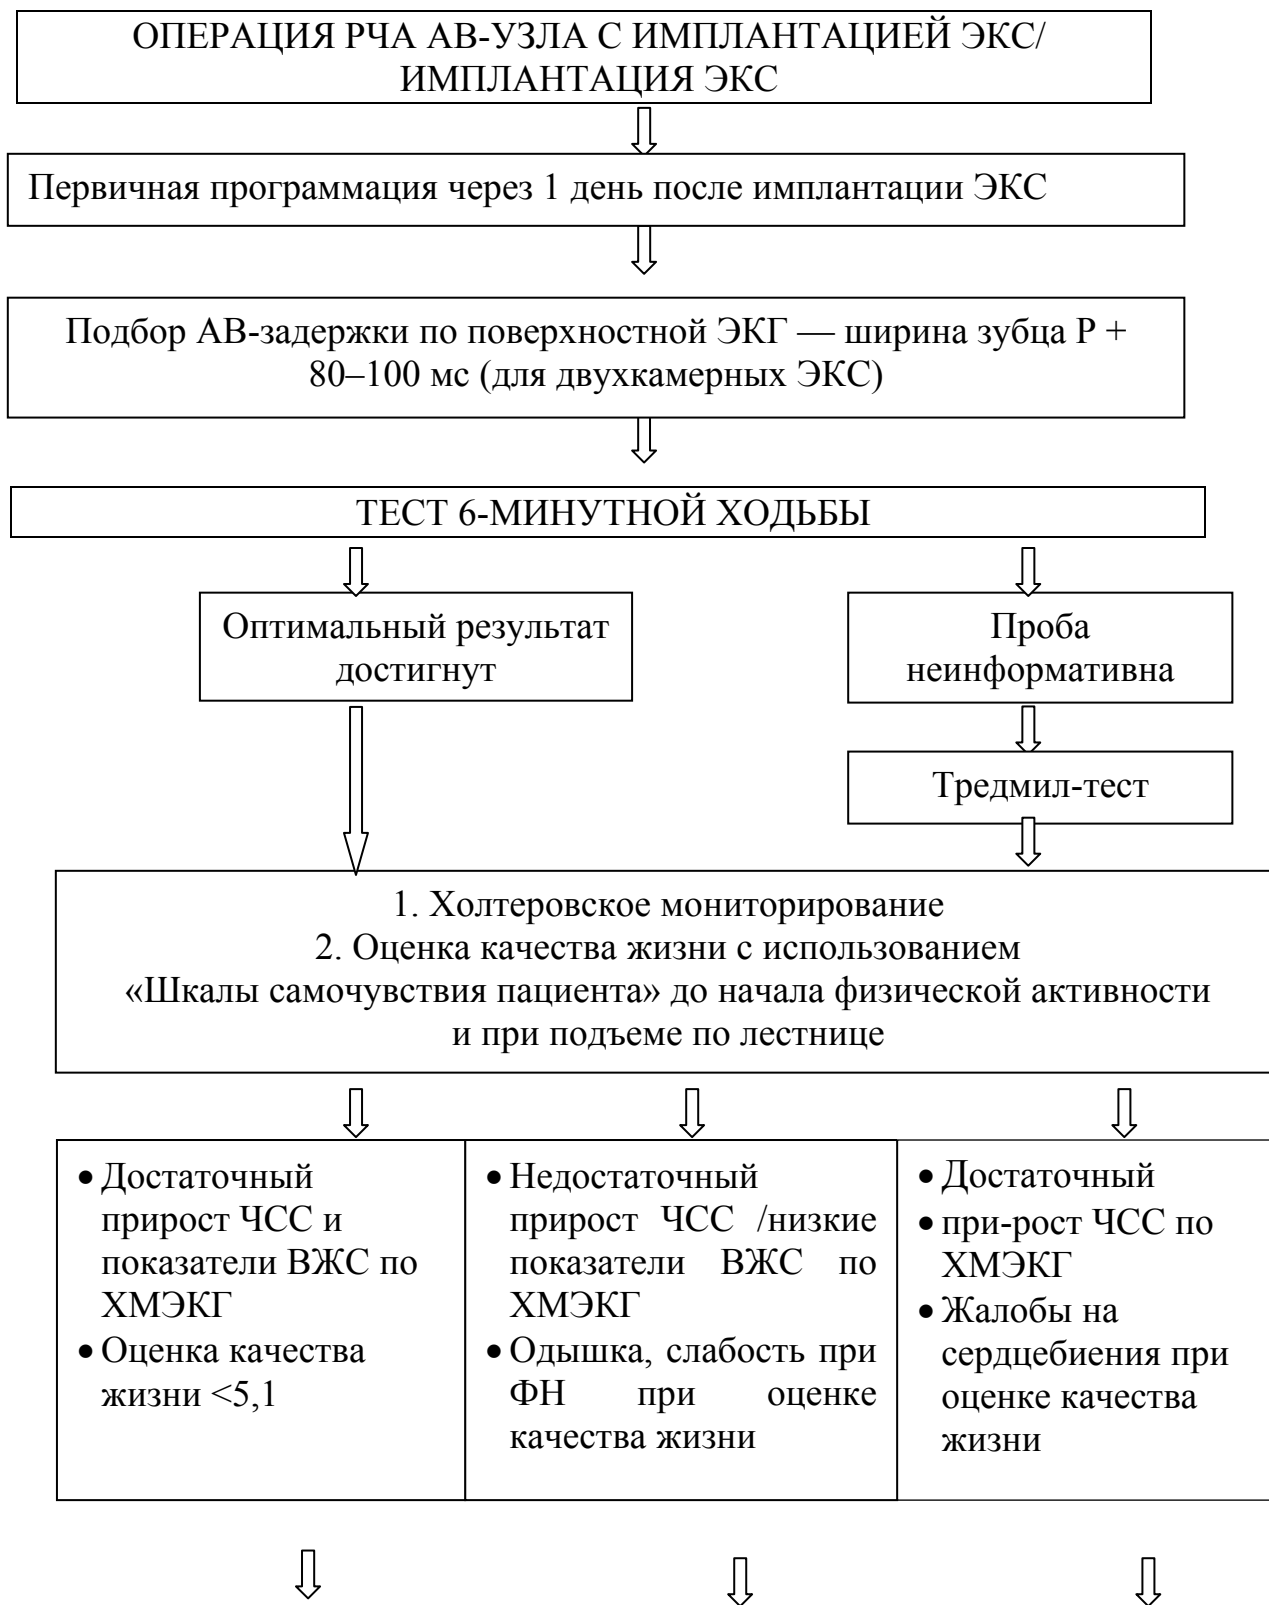 ОПЕРАЦИЯ РЧА АВ-УЗЛА С ИМПЛАНТАЦИЕЙ ЭКС/
ИМПЛАНТАЦИЯ ЭКС
Первичная программация через 1 день после имплантации ЭКС
Подбор АВ-задержки по поверхностной ЭКГ — ширина зубца Р +
80–100 мс (для двухкамерных ЭКС)
ТЕСТ 6-МИНУТНОЙ ХОДЬБЫ
Оптимальный результат
достигнут
Проба
неинформативна
Тредмил-тест
1. Холтеровское мониторирование
2. Оценка качества жизни с использованием
«Шкалы самочувствия пациента» до начала физической активности
и при подъеме по лестнице
• Достаточный
прирост ЧСС и
показатели ВЖС по
ХМЭКГ
• Оценка качества
жизни <5,1
• Недостаточный
прирост ЧСС /низкие
показатели ВЖС по
ХМЭКГ
• Одышка, слабость при
ФН при оценке
качества жизни
• Достаточный
• при-рост ЧСС по
ХМЭКГ
• Жалобы на
сердцебиения при
оценке качества
жизни